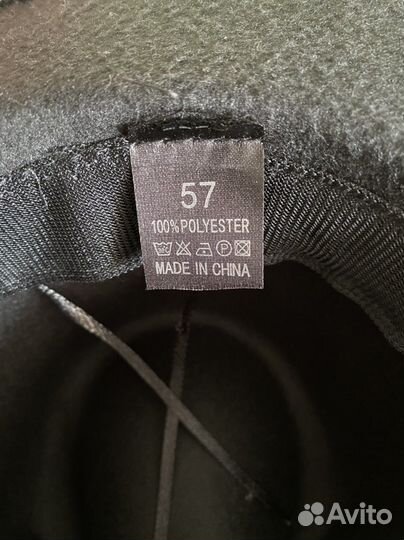 57
100%POLYESTER
MADE IN CHINA
Avito